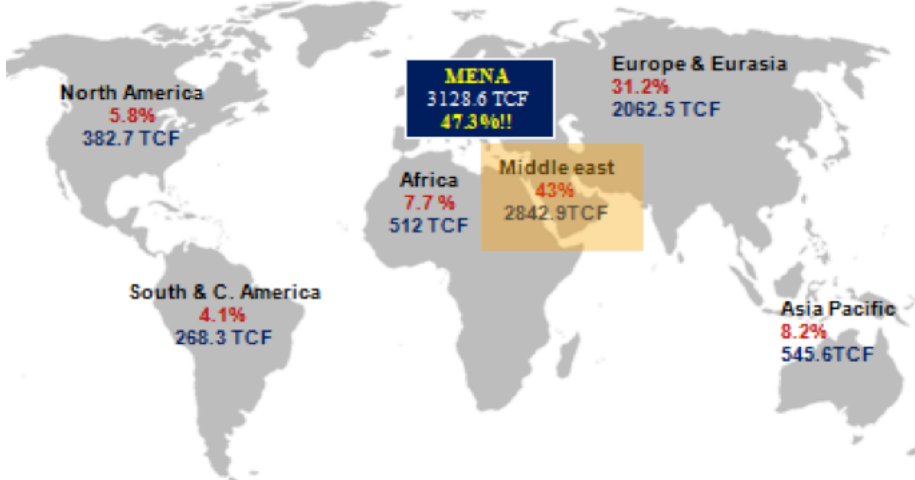 North America
5.8%
382.7 TCF
MENA
3128.6 TCF
47.3%!!
Europe & Eurasia
31.2%
2062.5 TCF
Africa
7.7 %
512 TCF
Middle east
43%
2842.9TCF
South & C. America
4.1%
268.3 TCF
Asia Pacific
8.2%
545.6TCF